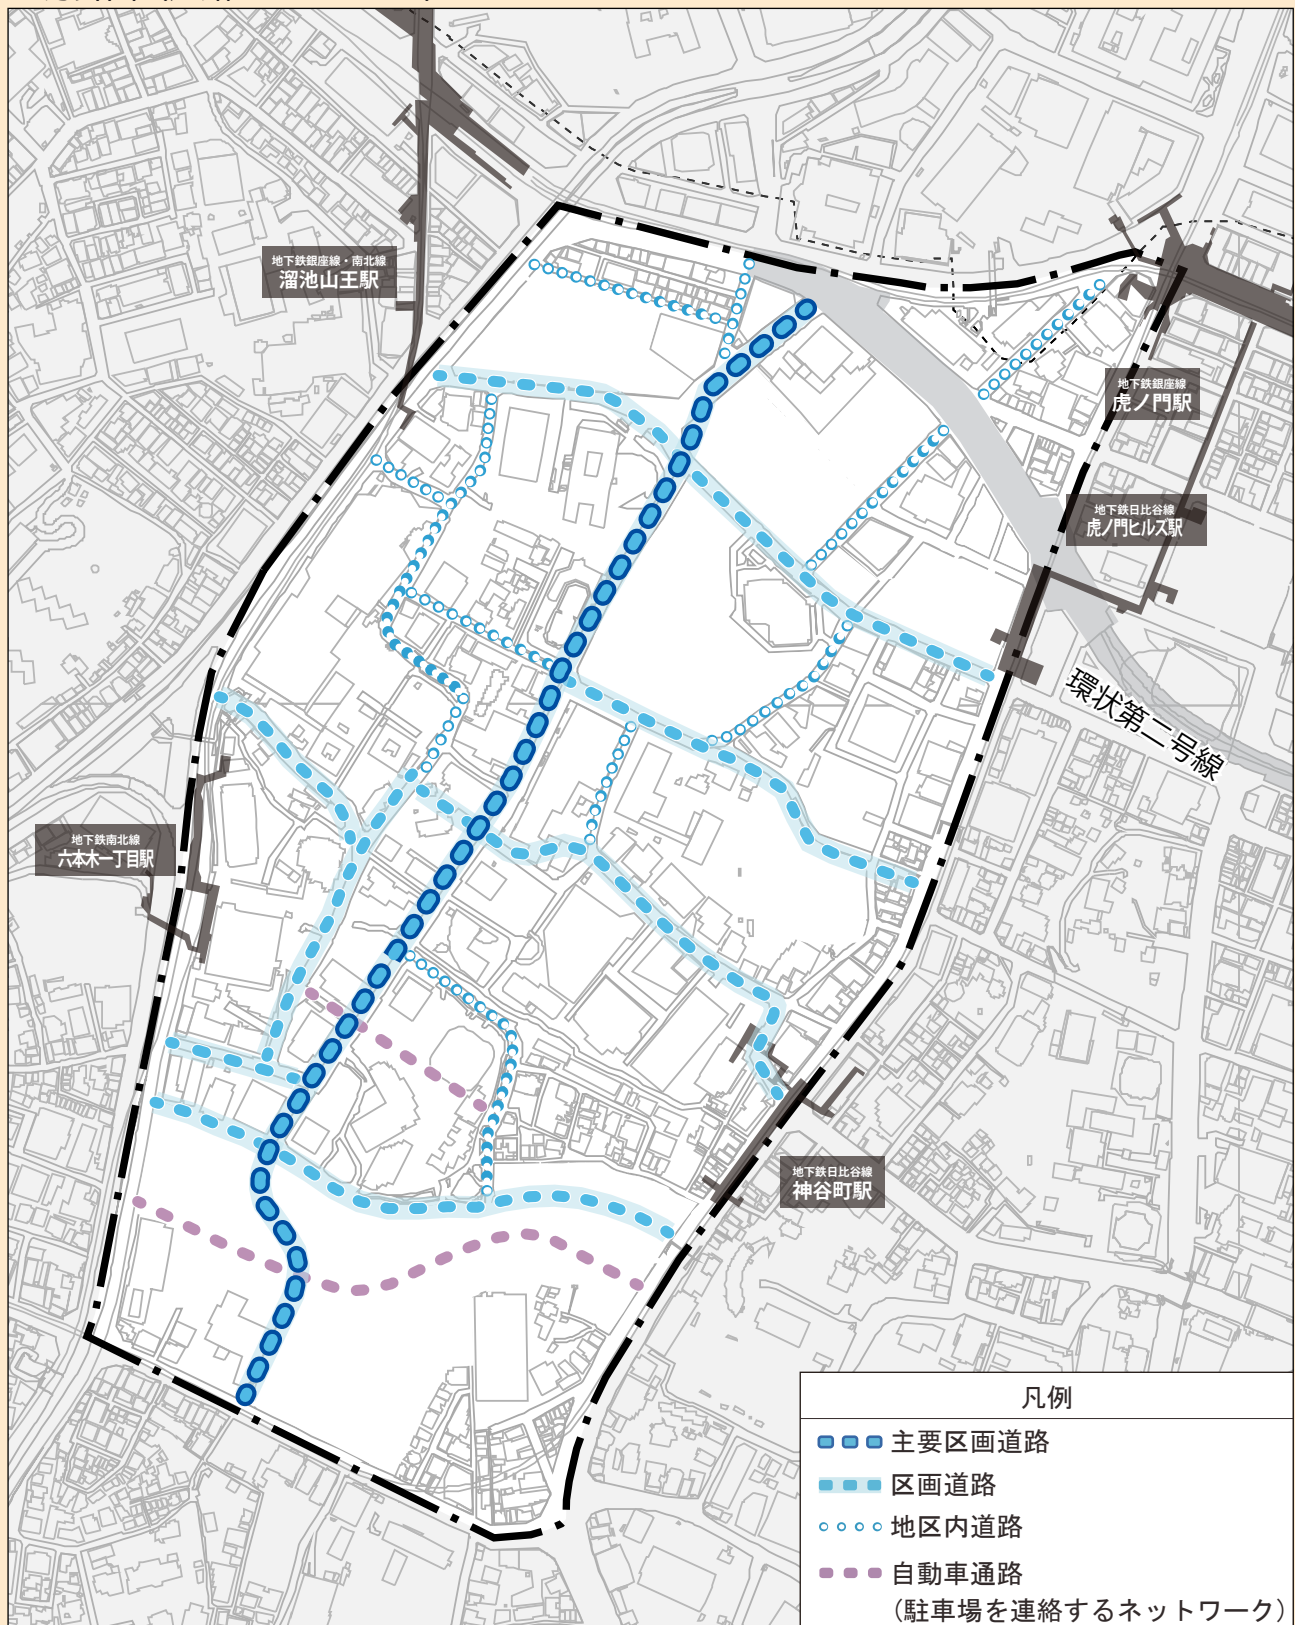 地下鉄銀座線・南北線
溜池山王駅
地下鉄銀座線
虎ノ門駅
地下鉄日比谷線
虎ノ門ヒルズ駅
環状第二号線
地下鉄南北線
六本木一丁目駅
地下鉄日比谷線
神谷町駅
凡例
主要区画道路
区画道路
地区内道路
自動車通路
（駐車場を連絡するネットワーク）